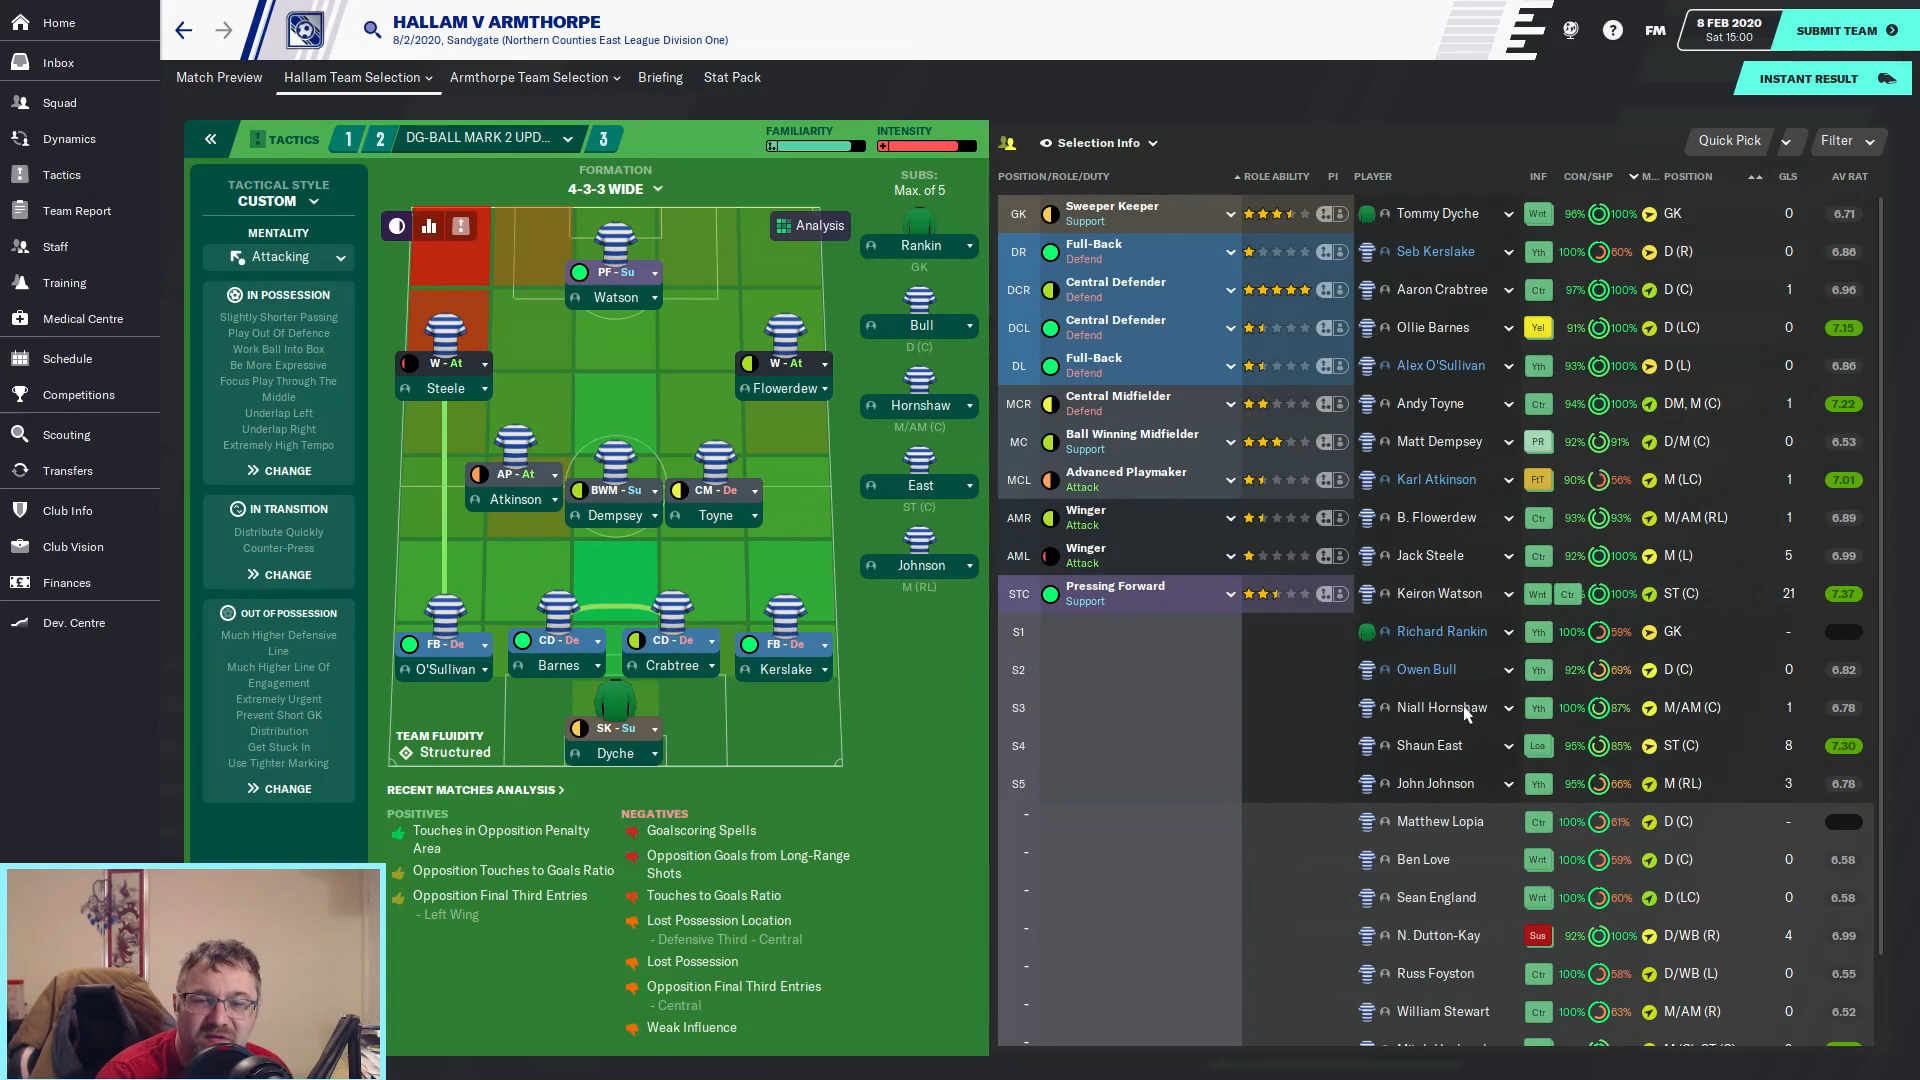 Home
Inbox
Squad
Dynamics
Tactics
Team Report
Staff
Training
Medical Centre
Schedule
Competitions
Scouting
Transfers
Club Info
Club Vision
Finances
Dev. Centre
HALLAM V ARMTHORPE
8/2/2020, Sandygate (Northern Counties East League Division One)
FM
8 FEB 2020
Sat 15:00
SUBMIT TEAM
Match Preview
Hallam Team Selection
Armthorpe Team Selection
Briefing
Stat Pack
INSTANT RESULT
TACTICS
1
2
DG-BALL MARK 2 UPD...
3
FAMILIARITY
INTENSITY
TACTICAL STYLE
CUSTOM
MENTALITY
Attacking
IN POSSESSION
Slightly Shorter Passing
Play Out Of Defence
Work Ball Into Box
Be More Expressive
Focus Play Through The
Middle
Underlap Left
Underlap Right
Extremely High Tempo
CHANGE
IN TRANSITION
Distribute Quickly
Counter-Press
CHANGE
OUT OF POSSESSION
Much Higher Defensive
Line
Much Higher Line Of
Engagement
Extremely Urgent
Prevent Short GK
Distribution
Get Stuck In
Use Tighter Marking
CHANGE
FORMATION
4-3-3 WIDE
Analysis
PF - Su
Watson
W - At
Steele
W - At
Flowerdew
AP - At
Atkinson
BWM - Su
Dempsey
CM - De
Toyne
FB - De
O'Sullivan
CD - De
Barnes
CD - De
Crabtree
FB - De
Kerslake
SK - Su
Dyche
TEAM FLUIDITY
Structured
SUBS:
Max. of 5
Rankin
GK
Bull
D (C)
Hornshaw
M/AM (C)
East
ST (C)
Johnson
M (RL)
RECENT MATCHES ANALYSIS >
POSITIVES
Touches in Opposition Penalty
Area
Opposition Touches to Goals Ratio
Opposition Final Third Entries
- Left Wing
NEGATIVES
Goalscoring Spells
Opposition Goals from Long-Range
Shots
Touches to Goals Ratio
Lost Possession Location
- Defensive Third - Central
Lost Possession
Opposition Final Third Entries
- Central
Weak Influence
Selection Info
Quick Pick
Filter
POSITION/ROLE/DUTY ROLE ABILITY PI PLAYER INF CON/SHP M... POSITION GLS AV RAT
GK Sweeper Keeper Support Tommy Dyche Wnt 96% 100% GK 0 6.71
DR Full-Back Defend Seb Kerslake Yth 100% 60% D (R) 0 6.86
DCR Central Defender Defend Aaron Crabtree Ctr 97% 100% D (C) 1 6.96
DCL Central Defender Defend Ollie Barnes Yel 91% 100% D (LC) 0 7.15
DL Full-Back Defend Alex O'Sullivan Yth 93% 100% D (L) 0 6.86
MCR Central Midfielder Defend Andy Toyne Ctr 94% 100% DM, M (C) 1 7.22
MC Ball Winning Midfielder Support Matt Dempsey PR 92% 91% D/M (C) 0 6.53
MCL Advanced Playmaker Attack Karl Atkinson FtT 90% 56% M (LC) 1 7.01
AMR Winger Attack B. Flowerdew Ctr 93% 93% M/AM (RL) 1 6.89
AML Winger Attack Jack Steele Ctr 92% 100% M (L) 5 6.99
STC Pressing Forward Support Keiron Watson Wnt Ctr 100% ST (C) 21 7.37
S1 Richard Rankin Yth 100% 59% GK -
S2 Owen Bull Yth 92% 69% D (C) 0 6.82
S3 Niall Hornshaw Yth 100% 87% M/AM (C) 1 6.78
S4 Shaun East Loa 95% 85% ST (C) 8 7.30
S5 John Johnson Yth 95% 66% M (RL) 3 6.78
- Matthew Lopia Ctr 100% 61% D (C) -
- Ben Love Wnt 100% 59% D (C) 0 6.58
- Sean England Wnt 100% 60% D (LC) 0 6.58
- N. Dutton-Kay Sus 92% 100% D/WB (R) 4 6.99
- Russ Foyston Ctr 100% 58% D/WB (L) 0 6.55
- William Stewart Ctr 100% 63% M/AM (R) 0 6.52